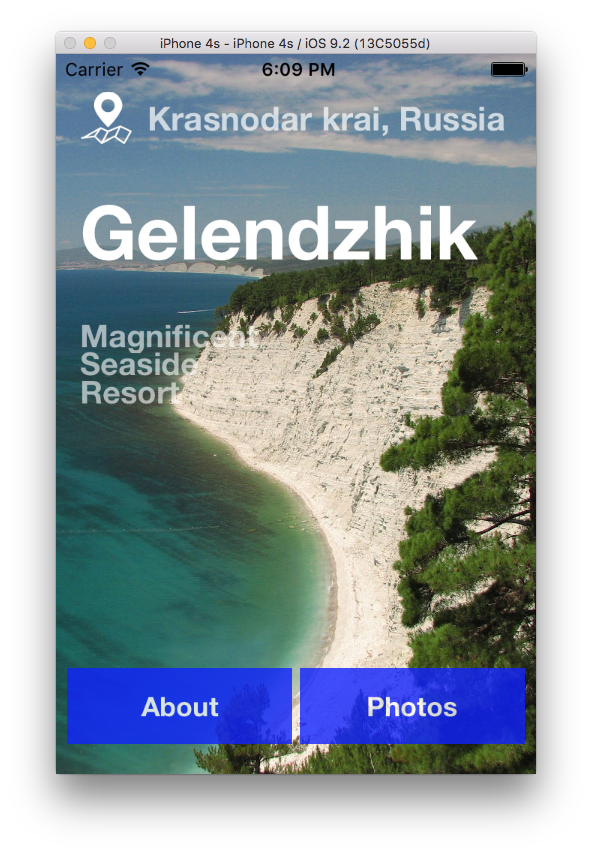 iPhone 4s - iPhone 4s / iOS 9.2 (13C5055d)
Carrier 6:09 PM
Krasnodar krai, Russia
Gelendzhik
Magnificent
Seaside
Resort
About Photos